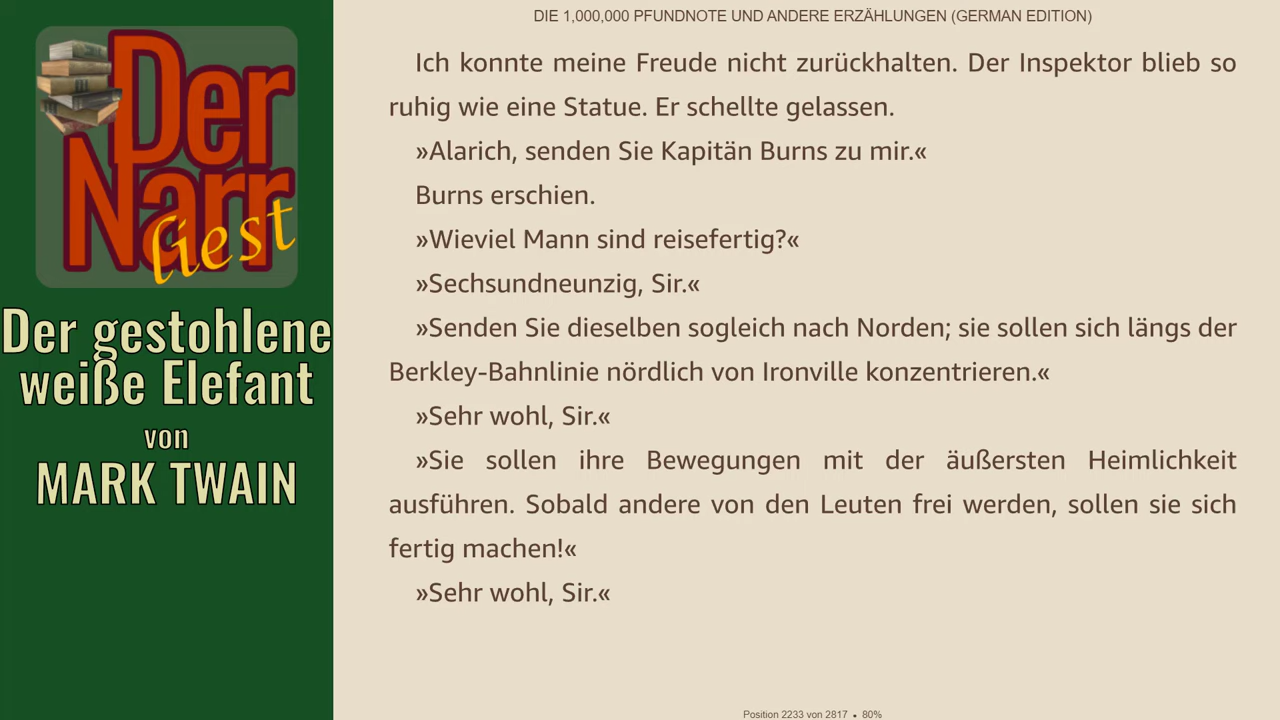 Der
Narr
liest
Der gestohlene
weiße Elefant
von
MARK TWAIN
DIE 1,000,000 PFUNDNOTE UND ANDERE ERZÄHLUNGEN (GERMAN EDITION)
Ich konnte meine Freude nicht zurückhalten. Der Inspektor blieb so
ruhig wie eine Statue. Er schellte gelassen.
»Alarich, senden Sie Kapitän Burns zu mir.«
Burns erschien.
»Wieviel Mann sind reisefertig?«
»Sechsundneunzig, Sir.«
»Senden Sie dieselben sogleich nach Norden; sie sollen sich längs der
Berkley-Bahnlinie nördlich von Ironville konzentrieren.«
»Sehr wohl, Sir.«
»Sie sollen ihre Bewegungen mit der äußersten Heimlichkeit
ausführen. Sobald andere von den Leuten frei werden, sollen sie sich
fertig machen!«
»Sehr wohl, Sir.«
Position 2233 von 2817 • 80%